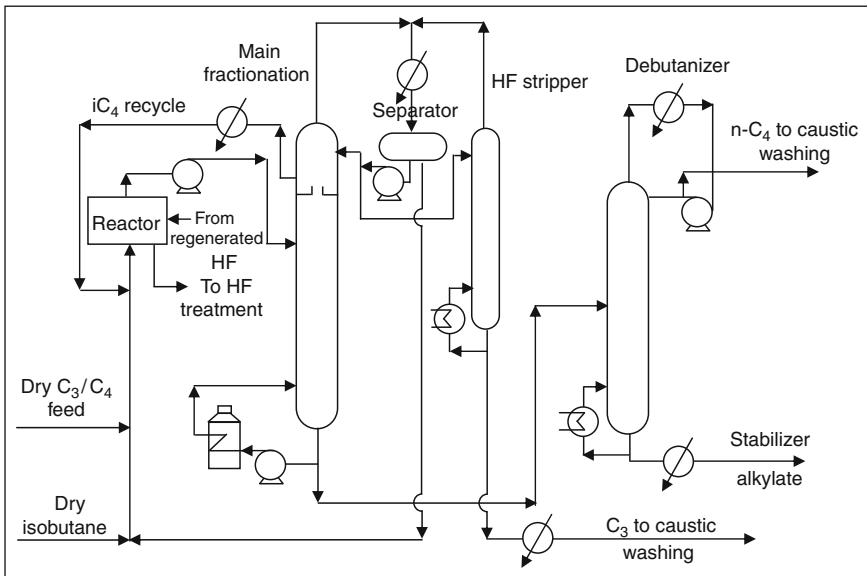 Main
fractionation
iC4 recycle
Separator
HF stripper
Debutanizer
n-C4 to caustic
washing
Reactor
From
regenerated
HF
To HF
treatment
Dry C3/C4
feed
Dry
isobutane
Stabilizer
alkylate
C3 to caustic
washing